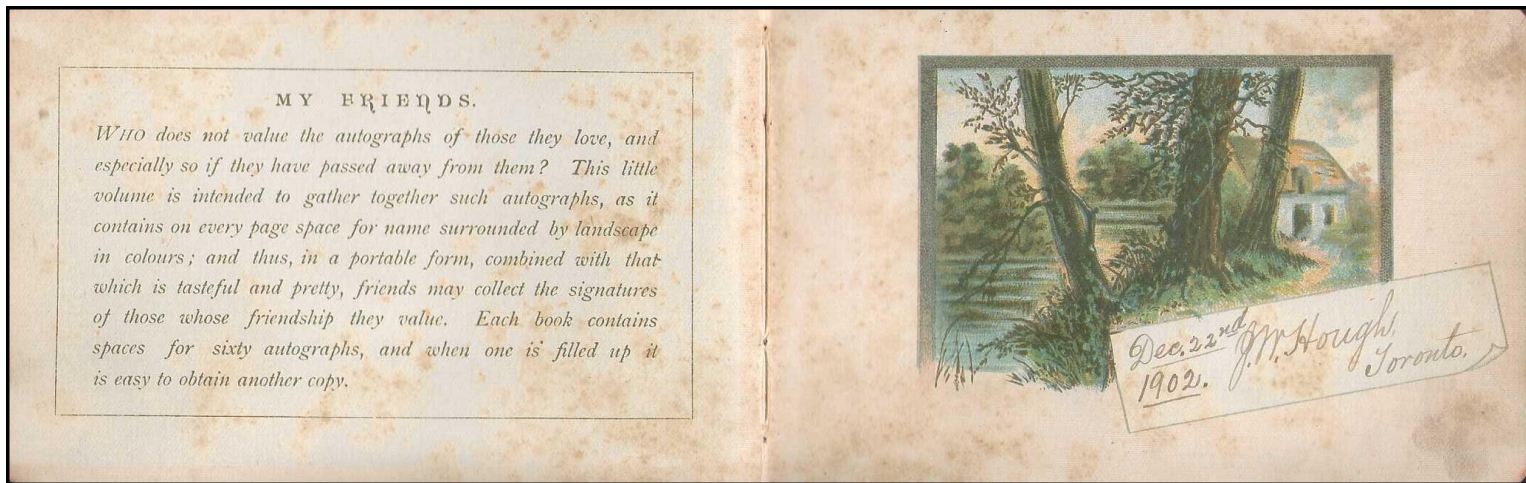 MY FRIENDS.
WHO does not value the autographs of those they love, and
especially so if they have passed away from them? This little
volume is intended to gather together such autographs, as it
contains on every page space for name surrounded by landscape
in colours; and thus, in a portable form, combined with that
which is tasteful and pretty, friends may collect the signatures
of those whose friendship they value. Each book contains
spaces for sixty autographs, and when one is filled up it
is easy to obtain another copy.
Dec. 22nd J.W. Hough,
1902. Toronto.